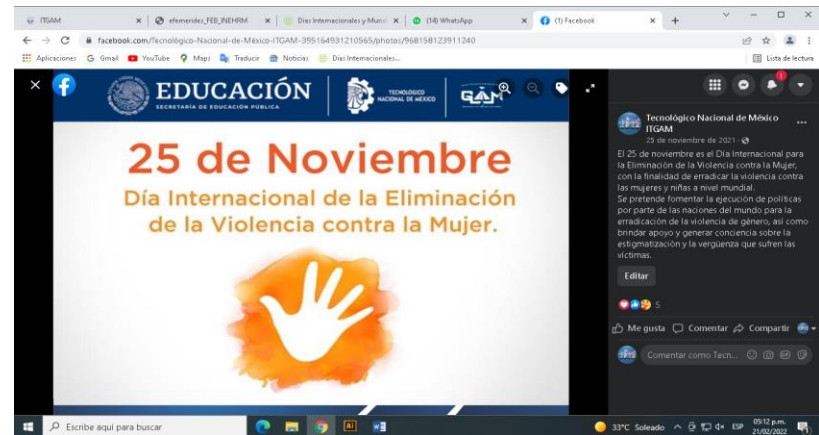 ITGAM
efemerides_FEB_INEHRM
Dias Internacionales y Mundi
(14) WhatsApp
(1) Facebook
facebook.com/Tecnológico-Nacional-de-México-ITGAM-395164931210565/photos/968158123911240
Aplicaciones
Gmail
YouTube
Maps
Traducir
Noticias
Dias Internacionales...
Lista de lectura
EDUCACIÓN
SECRETARÍA DE EDUCACIÓN PÚBLICA
TECNOLÓGICO
NACIONAL DE MÉXICO
GAM
25 de Noviembre
Día Internacional de la Eliminación
de la Violencia contra la Mujer.
Tecnológico Nacional de México
ITGAM
25 de noviembre de 2021
El 25 de noviembre es el Día Internacional para
la Eliminación de la Violencia contra la Mujer,
con la finalidad de erradicar la violencia contra
las mujeres y niñas a nivel mundial.
Se pretende fomentar la ejecución de políticas
por parte de las naciones del mundo para la
erradicación de la violencia de género, así como
brindar apoyo y generar conciencia sobre la
estigmatización y la vergüenza que sufren las
víctimas.
Editar
5
Me gusta
Comentar
Compartir
Comentar como Tecn...
Escribe aquí para buscar
33°C Soleado
ESP
05:12 p.m.
21/02/2022